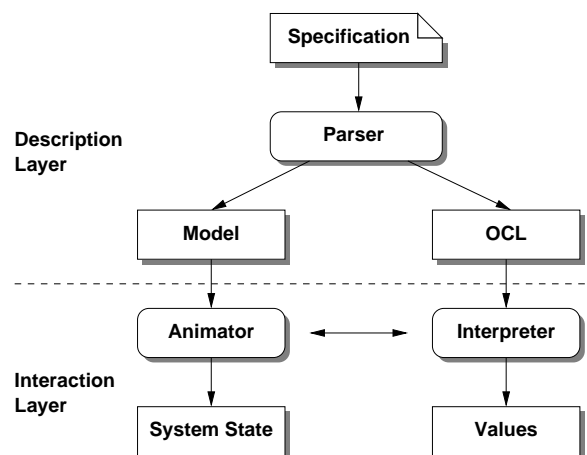 Specification
Parser
Description
Layer
Model
OCL
Animator
Interpreter
Interaction
Layer
System State
Values